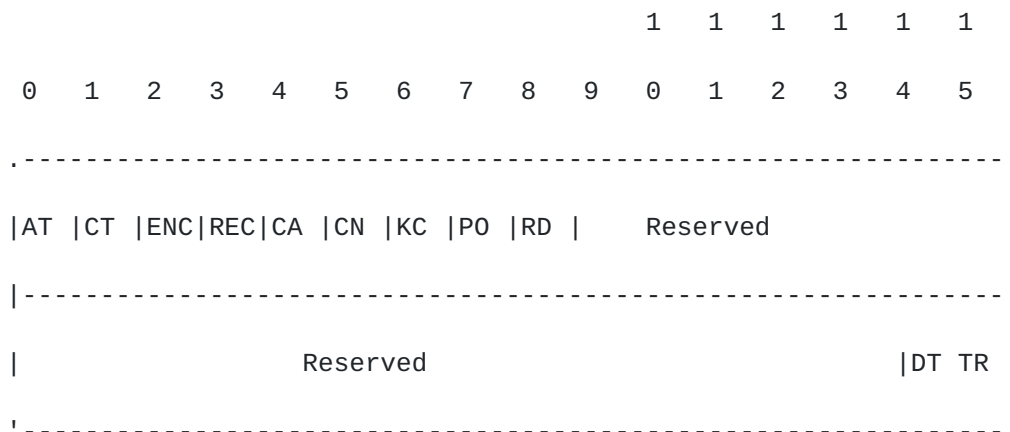 1   1   1   1   1   1
 0   1   2   3   4   5   6   7   8   9   0   1   2   3   4   5
.---------------------------------------------------------------
|AT |CT |ENC|REC|CA |CN |KC |PO |RD |    Reserved
|---------------------------------------------------------------
|                  Reserved                              |DT TR
'---------------------------------------------------------------